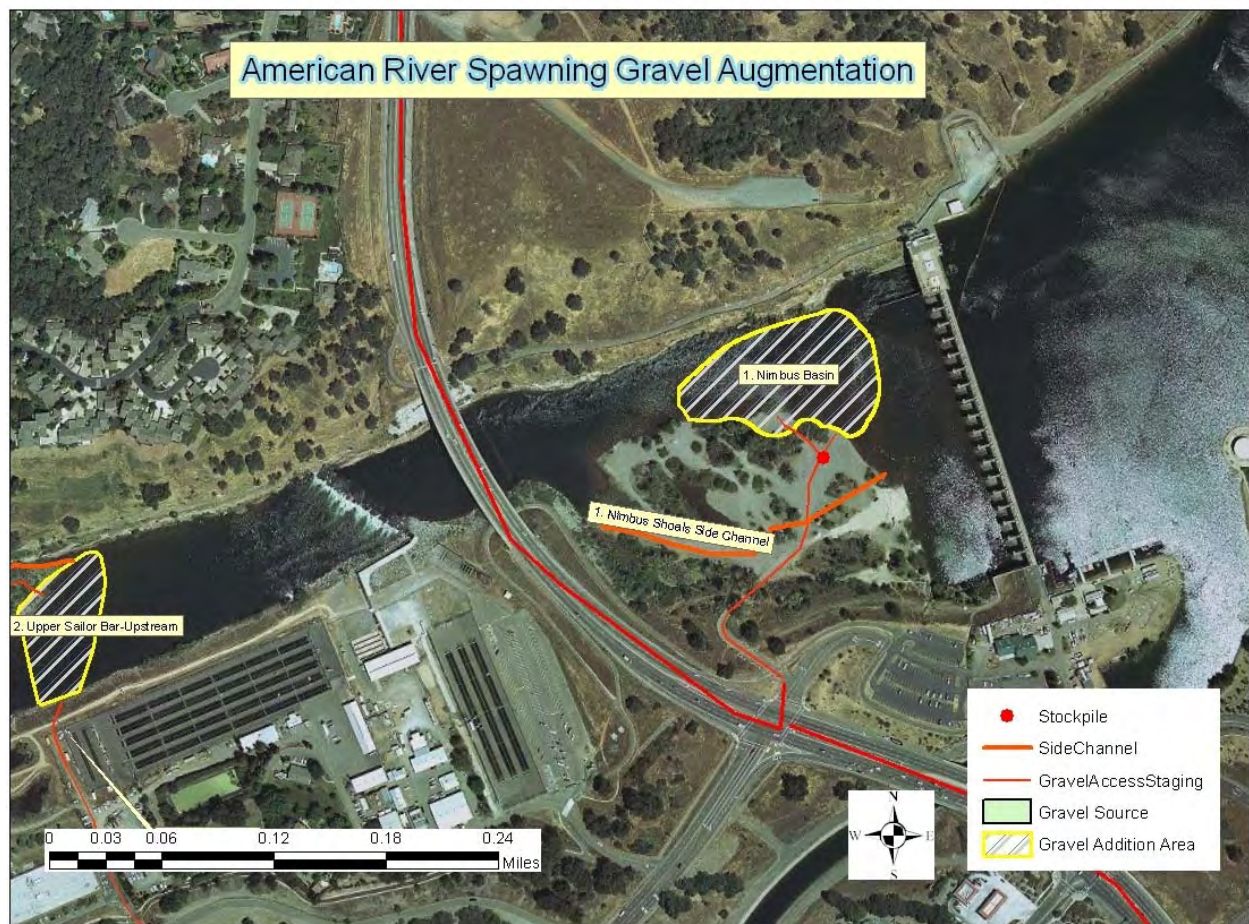 American River Spawning Gravel Augmentation
1. Nimbus Basin
1. Nimbus Shoals Side Channel
2. Upper Sailor Bar-Upstream
Stockpile
SideChannel
GravelAccessStaging
Gravel Source
Gravel Addition Area
0 0.03 0.06 0.12 0.18 0.24
Miles
N
W E
S